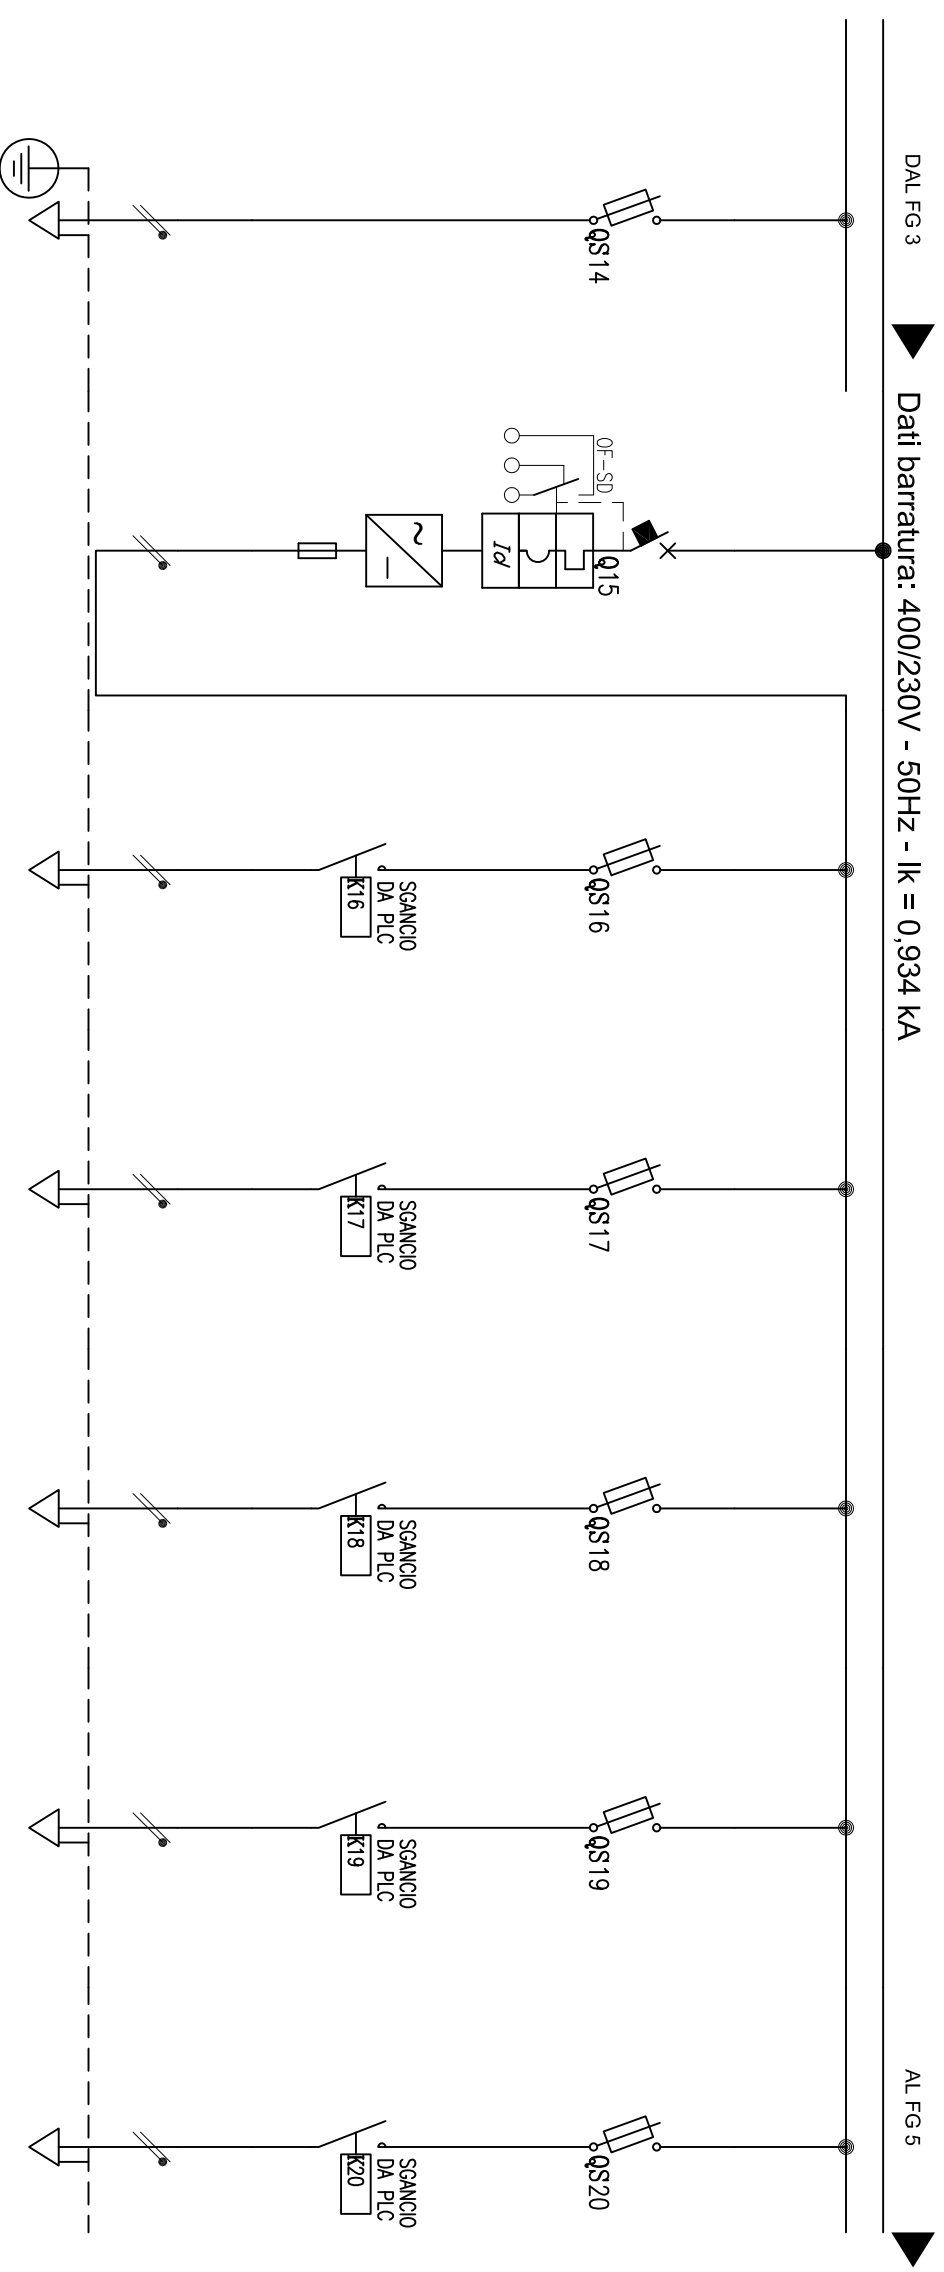 DAL FG 3
Dati barratura: 400/230V - 50Hz - Ik = 0,934 kA
AL FG 5
QS14
OF-SD
Q15
Id
~
–
QS16
SGANCIO
DA PLC
K16
QS17
SGANCIO
DA PLC
K17
QS18
SGANCIO
DA PLC
K18
QS19
SGANCIO
DA PLC
K19
QS20
SGANCIO
DA PLC
K20